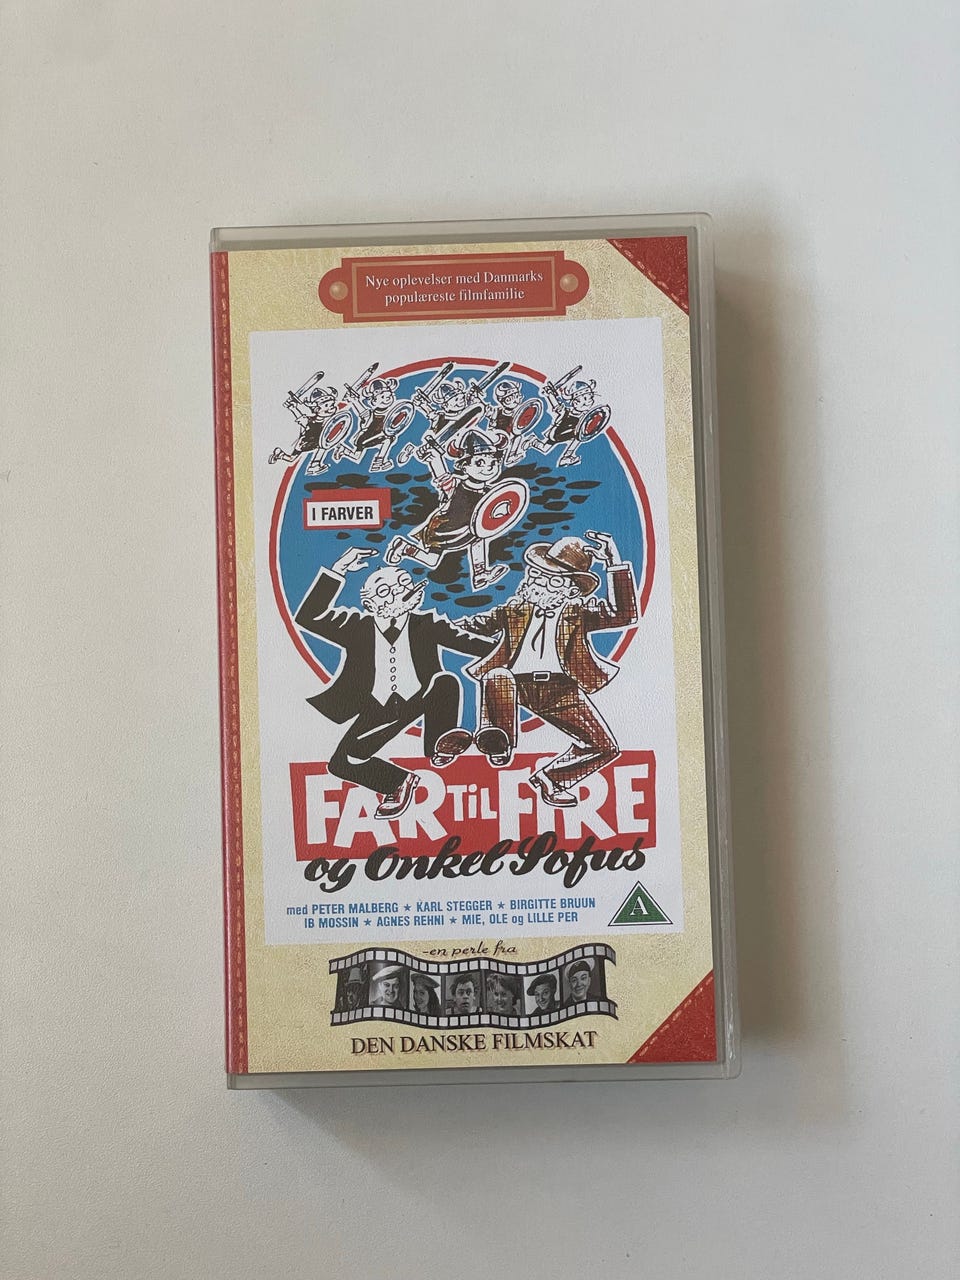 Nye oplevelser med Danmarks
populæreste filmfamilie
I FARVER
FAR TiL FIRE
og Onkel Sofus
med PETER MALBERG ★ KARL STEGGER ★ BIRGITTE BRUUN
IB MOSSIN ★ AGNES REHNI ★ MIE, OLE og LILLE PER
A
-en perle fra
DEN DANSKE FILMSKAT